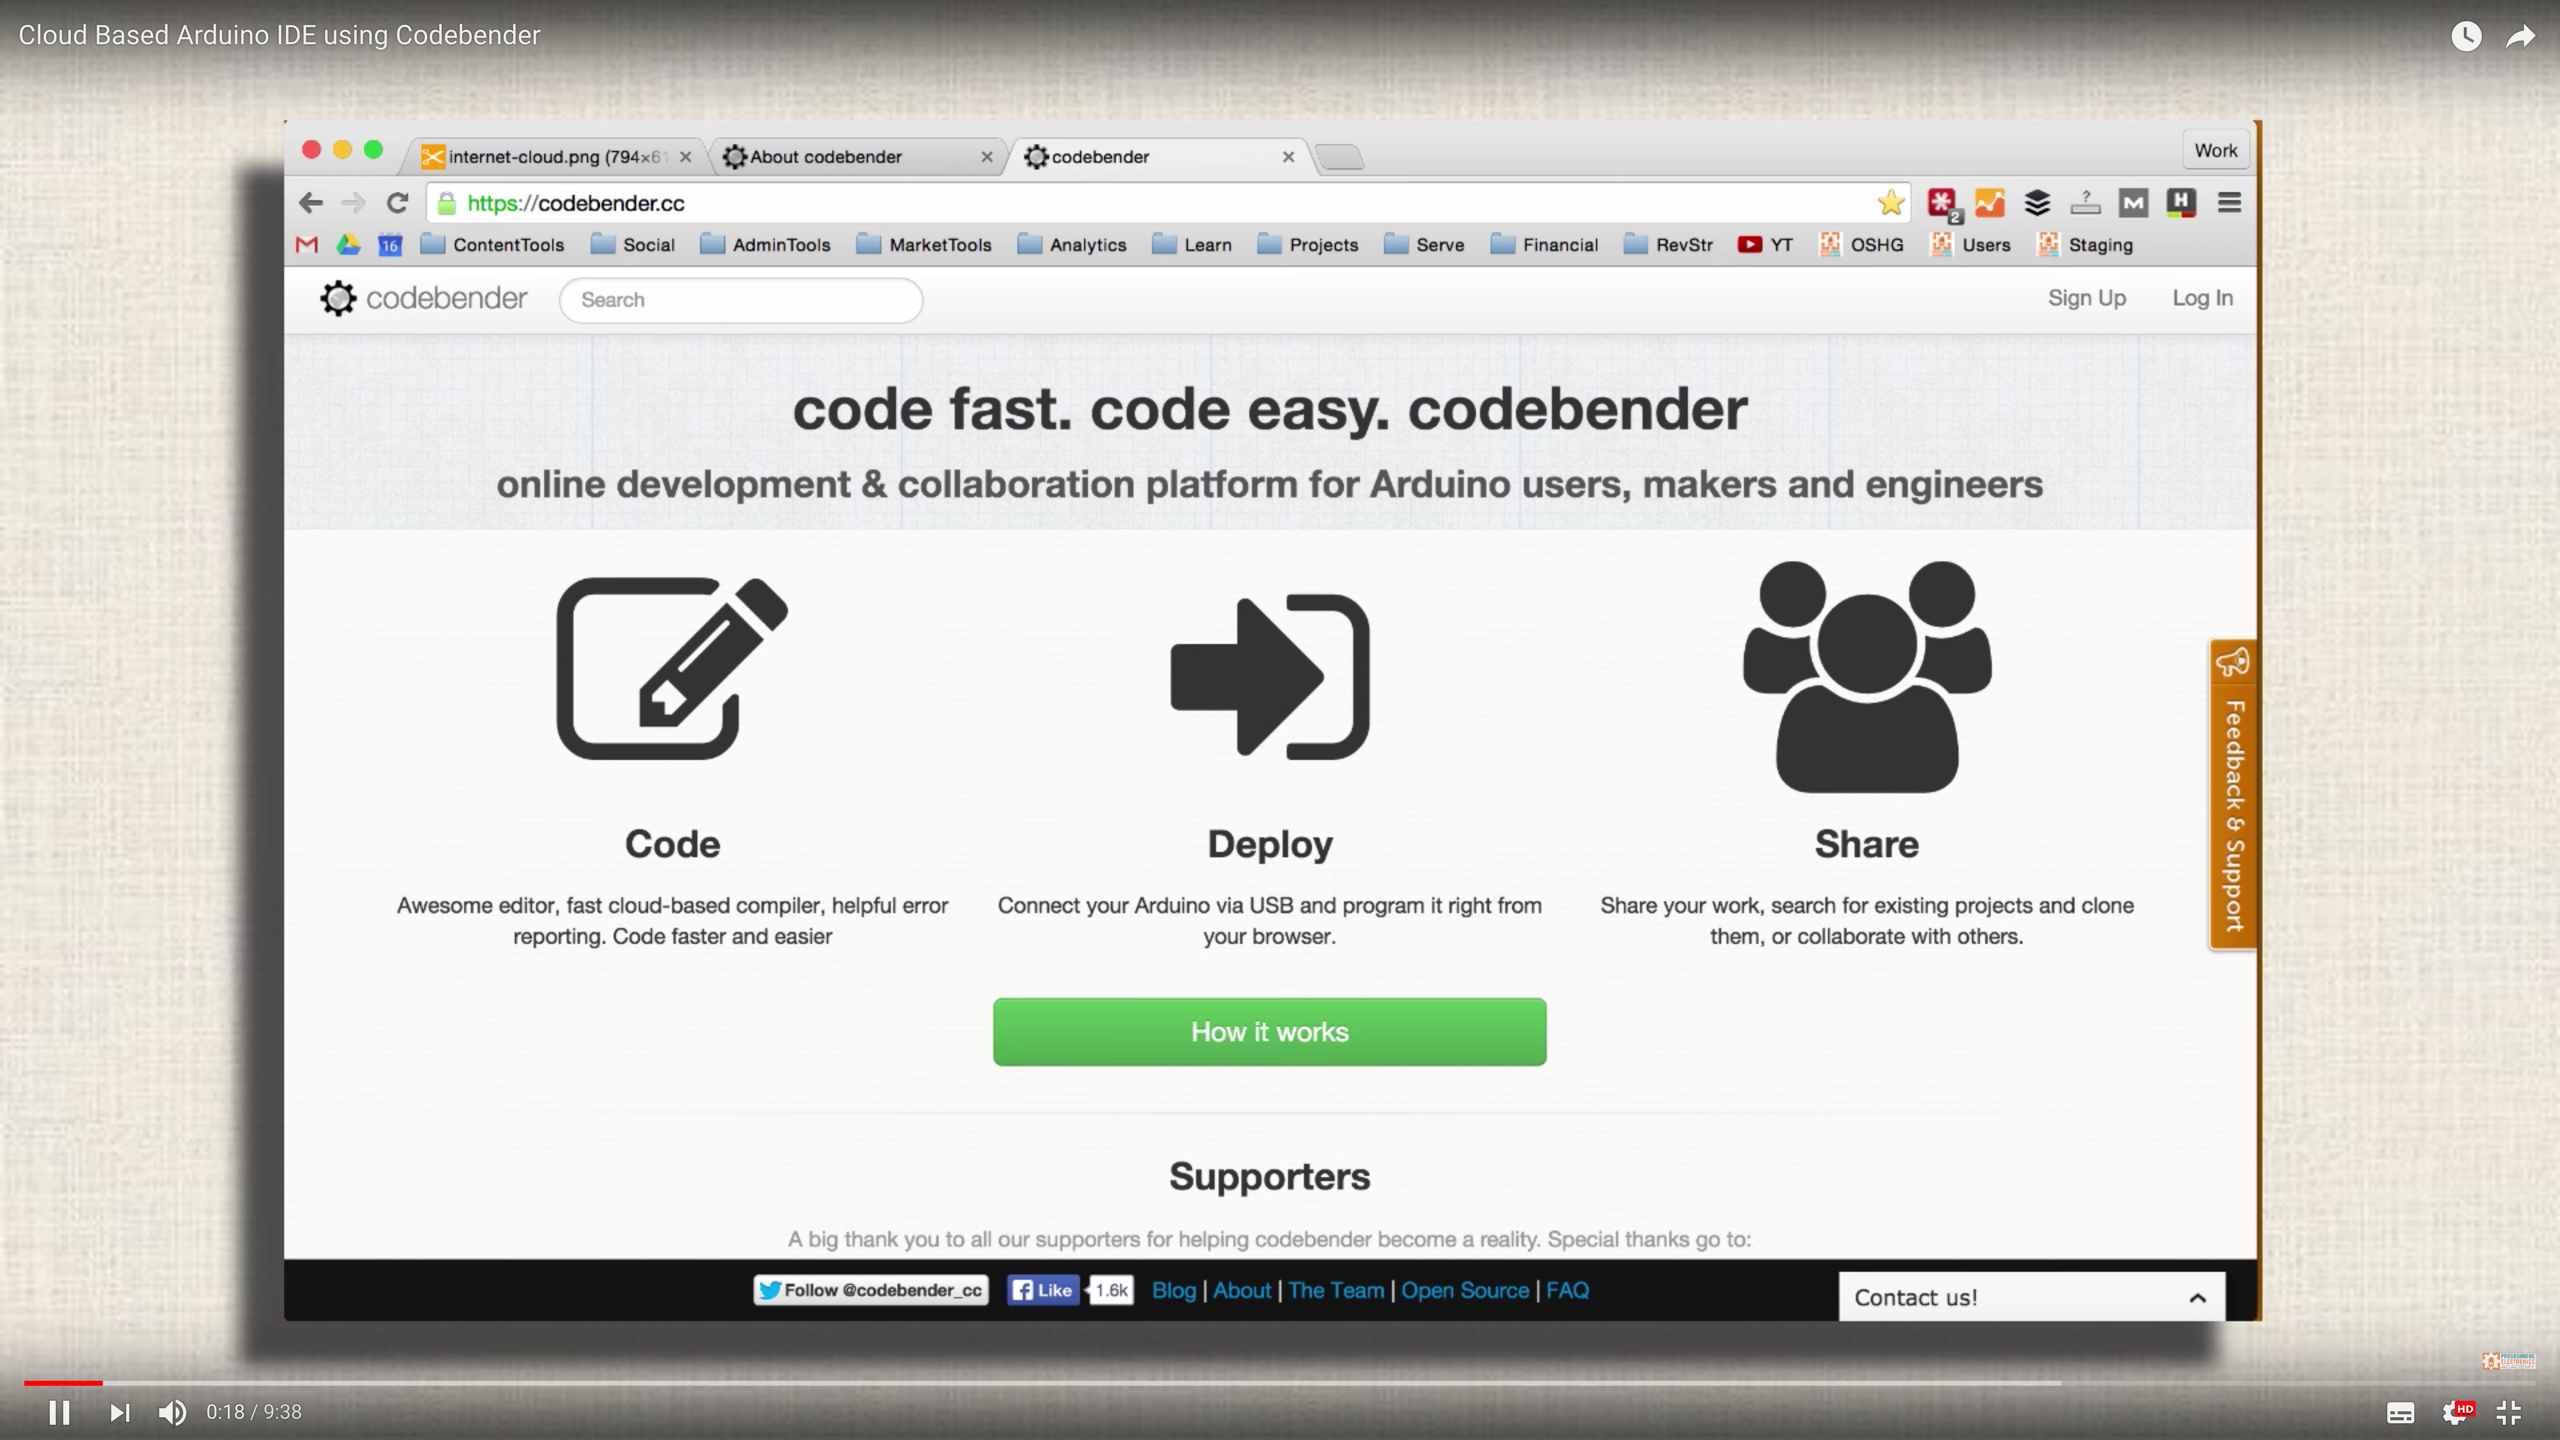 Cloud Based Arduino IDE using Codebender
internet-cloud.png (794×61
About codebender
codebender
Work
https://codebender.cc
2
M
H
16
ContentTools
Social
AdminTools
MarketTools
Analytics
Learn
Projects
Serve
Financial
RevStr
YT
OSHG
Users
Staging
codebender
Search
Sign Up
Log In
code fast. code easy. codebender
online development & collaboration platform for Arduino users, makers and engineers
Code
Awesome editor, fast cloud-based compiler, helpful error
reporting. Code faster and easier
Deploy
Connect your Arduino via USB and program it right from
your browser.
Share
Share your work, search for existing projects and clone
them, or collaborate with others.
Feedback & Support
How it works
Supporters
A big thank you to all our supporters for helping codebender become a reality. Special thanks go to:
Follow @codebender_cc
Like
1.6k
Blog | About | The Team | Open Source | FAQ
Contact us!
PROGRAMMING
ELECTRONICS
ACADEMY
0:18 / 9:38
HD